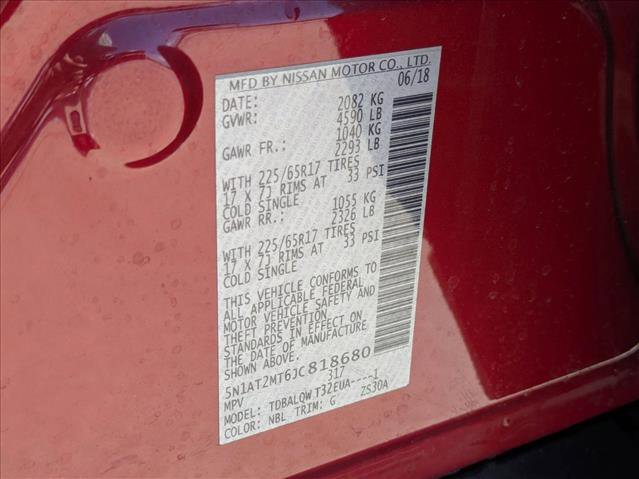 MFD BY NISSAN MOTOR CO., LTD.
DATE: 06/18
GVWR: 2082 KG
4590 LB
GAWR FR.: 1040 KG
2293 LB
WITH 225/65R17 TIRES
17 X 7J RIMS AT 33 PSI
COLD SINGLE
GAWR RR.: 1055 KG
2326 LB
WITH 225/65R17 TIRES
17 X 7J RIMS AT 33 PSI
COLD SINGLE
THIS VEHICLE CONFORMS TO
ALL APPLICABLE FEDERAL
MOTOR VEHICLE SAFETY AND
THEFT PREVENTION
STANDARDS IN EFFECT ON
THE DATE OF MANUFACTURE
SHOWN ABOVE.
5N1AT2MT6JC818680
MPV 317
MODEL: TDBALQWT32EUA----1
COLOR: NBL TRIM: G ZS30A